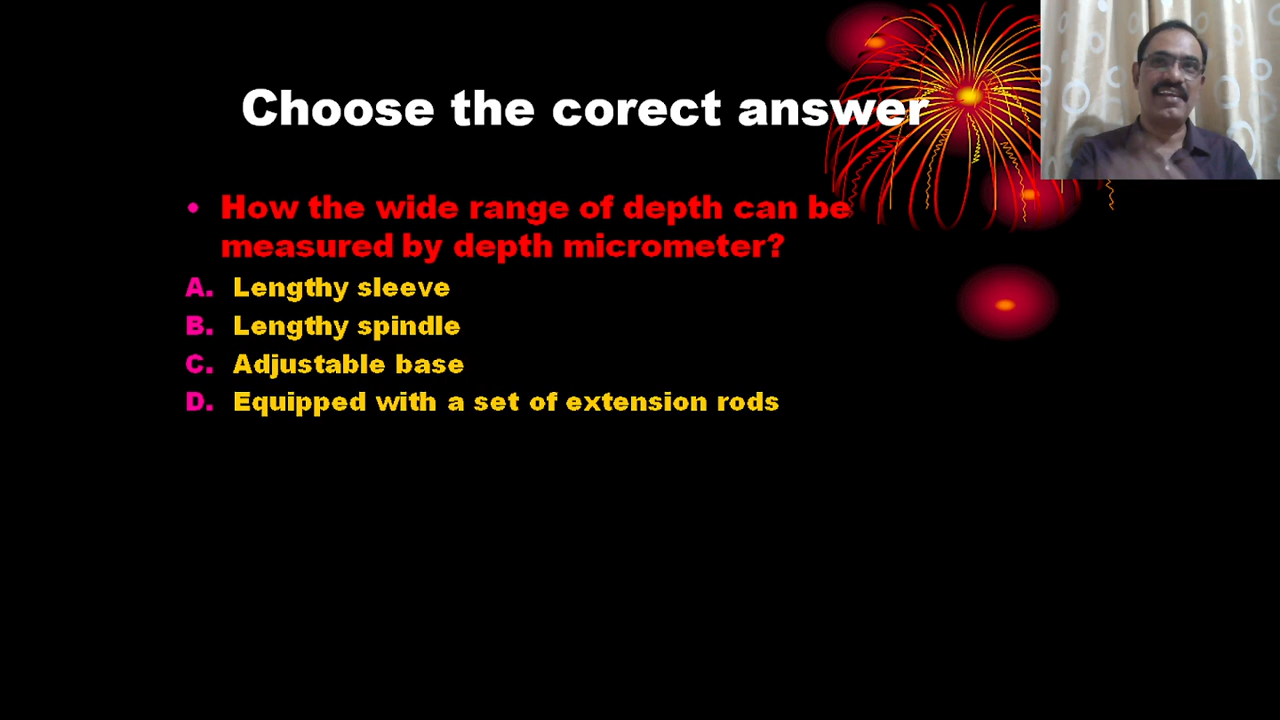 Choose the corect answer
• How the wide range of depth can be
measured by depth micrometer?
A. Lengthy sleeve
B. Lengthy spindle
C. Adjustable base
D. Equipped with a set of extension rods